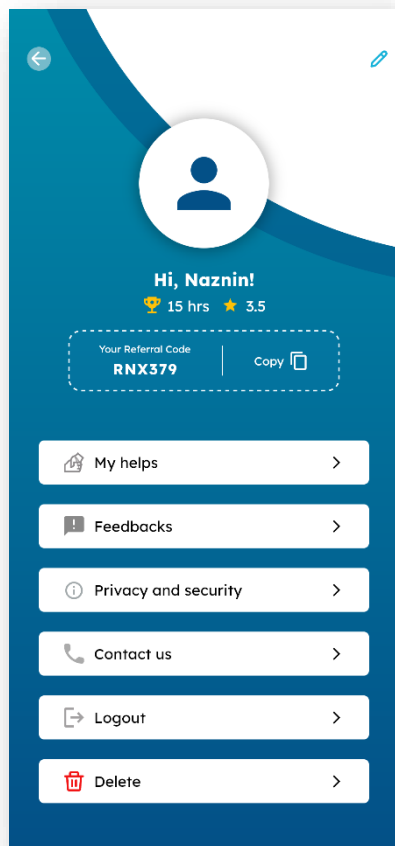 Hi, Naznin!
15 hrs 3.5
Your Referral Code
RNX379
Copy
My helps
Feedbacks
Privacy and security
Contact us
Logout
Delete